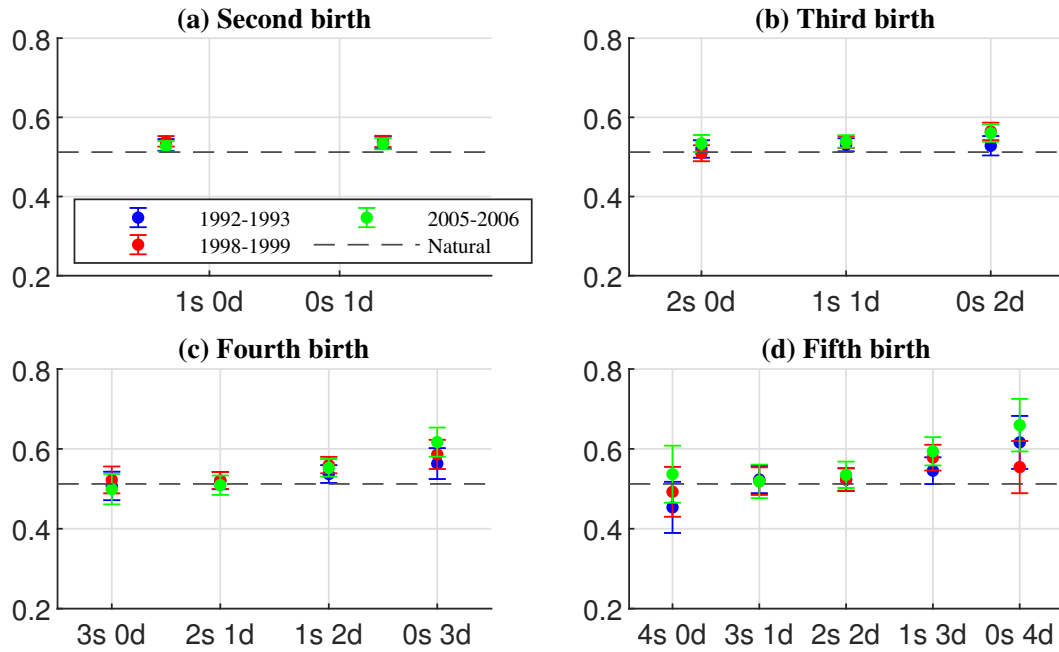 (a) Second birth
0.8
0.6
0.4
0.2
1992-1993
2005-2006
1998-1999
Natural
1s 0d
0s 1d
(b) Third birth
0.8
0.6
0.4
0.2
2s 0d
1s 1d
0s 2d
(c) Fourth birth
0.8
0.6
0.4
0.2
3s 0d
2s 1d
1s 2d
0s 3d
(d) Fifth birth
0.8
0.6
0.4
0.2
4s 0d
3s 1d
2s 2d
1s 3d
0s 4d